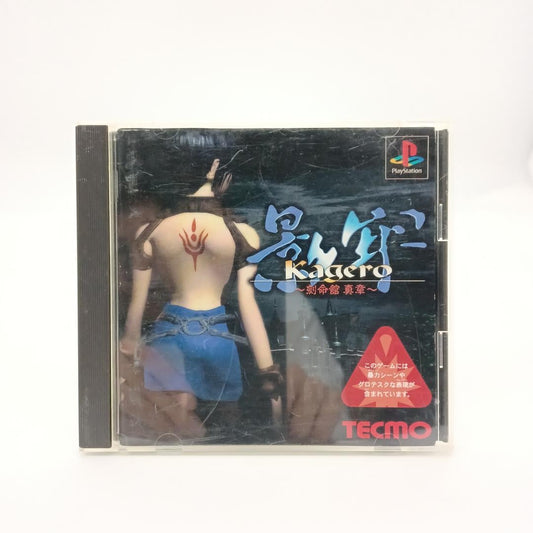 PlayStation
影牢
Kagero
～刻命館 真章～
このゲームには
暴力シーンや
グロテスクな表現が
含まれています。
TECMO